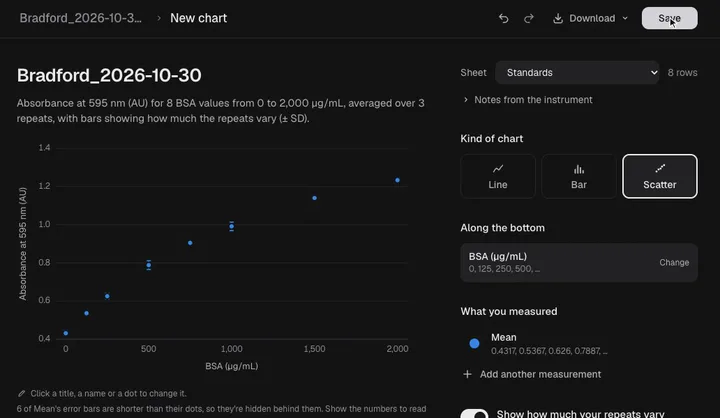 Bradford_2026-10-3... > New chart
Download
Save
Bradford_2026-10-30
Absorbance at 595 nm (AU) for 8 BSA values from 0 to 2,000 µg/mL, averaged over 3
repeats, with bars showing how much the repeats vary (± SD).
1.4
1.2
1.0
0.8
0.6
0.4
Absorbance at 595 nm (AU)
0 500 1,000 1,500 2,000
BSA (µg/mL)
Click a title, a name or a dot to change it.
6 of Mean's error bars are shorter than their dots, so they're hidden behind them. Show the numbers to read
Sheet Standards 8 rows
> Notes from the instrument
Kind of chart
Line Bar Scatter
Along the bottom
BSA (µg/mL)
0, 125, 250, 500, ...
Change
What you measured
Mean
0.4317, 0.5367, 0.626, 0.7887, ...
+ Add another measurement
Show how much your repeats vary